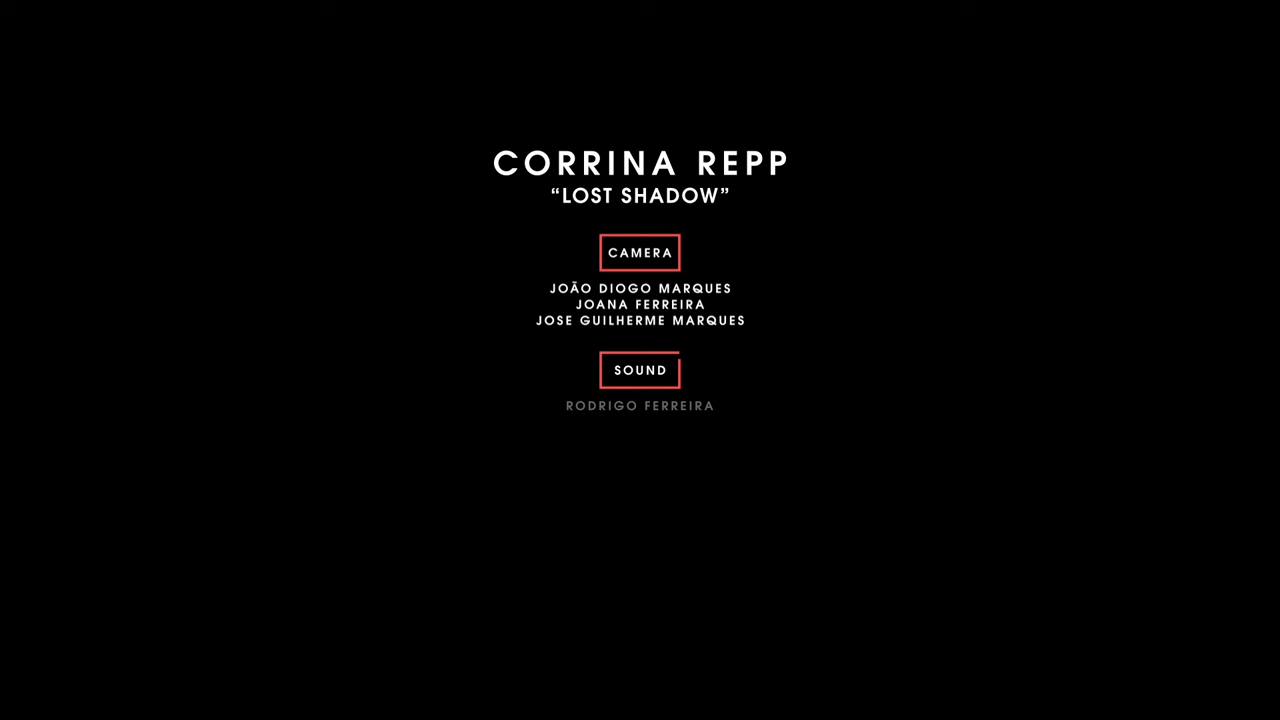 CORRINA REPP
“LOST SHADOW”
CAMERA
JOÃO DIOGO MARQUES
JOANA FERREIRA
JOSE GUILHERME MARQUES
SOUND
RODRIGO FERREIRA